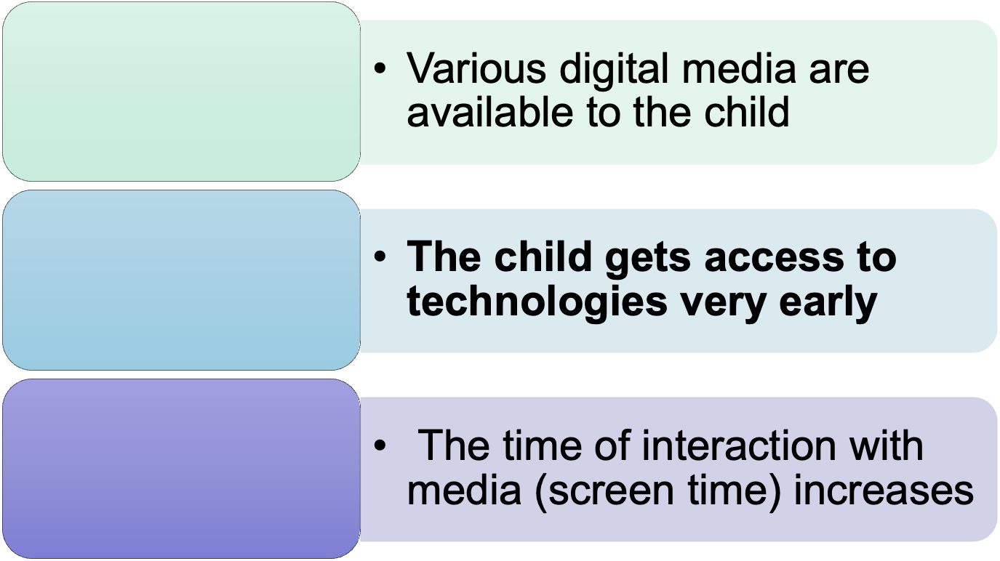 • Various digital media are
available to the child
• The child gets access to
technologies very early
• The time of interaction with
media (screen time) increases